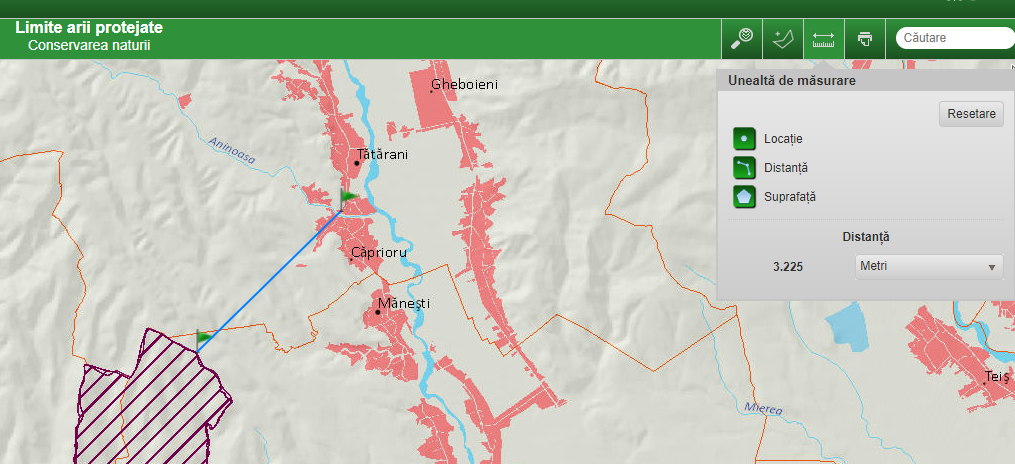 Limite arii protejate
Conservarea naturii
Căutare
Unealtă de măsurare
Resetare
Locație
Distanță
Suprafață
Distanță
3.225 Metri
Gheboieni
Aninoasa
Tătărani
Căprioru
Mănești
Mierea
Teiș